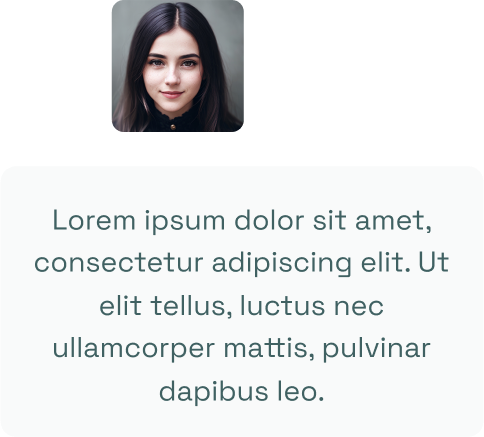 Lorem ipsum dolor sit amet,
consectetur adipiscing elit. Ut
elit tellus, luctus nec
ullamcorper mattis, pulvinar
dapibus leo.